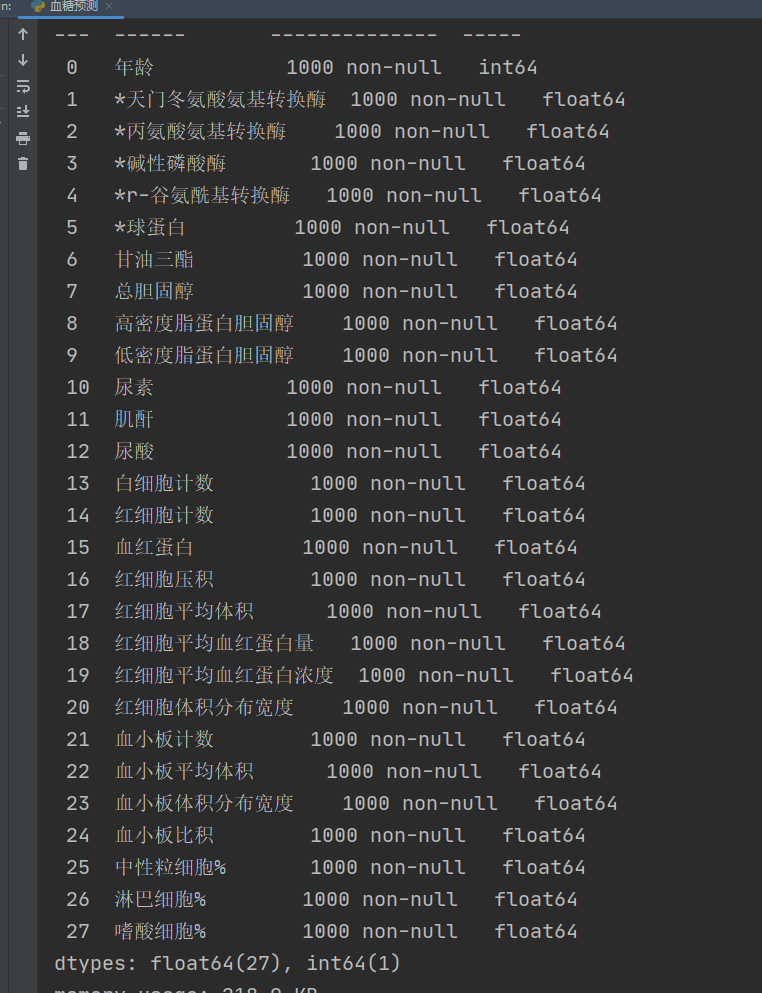 n: 血糖预测 ×
--- ------ -------------- -----
0 年龄 1000 non-null int64
1 *天门冬氨酸氨基转换酶 1000 non-null float64
2 *丙氨酸氨基转换酶 1000 non-null float64
3 *碱性磷酸酶 1000 non-null float64
4 *r-谷氨酰基转换酶 1000 non-null float64
5 *球蛋白 1000 non-null float64
6 甘油三酯 1000 non-null float64
7 总胆固醇 1000 non-null float64
8 高密度脂蛋白胆固醇 1000 non-null float64
9 低密度脂蛋白胆固醇 1000 non-null float64
10 尿素 1000 non-null float64
11 肌酐 1000 non-null float64
12 尿酸 1000 non-null float64
13 白细胞计数 1000 non-null float64
14 红细胞计数 1000 non-null float64
15 血红蛋白 1000 non-null float64
16 红细胞压积 1000 non-null float64
17 红细胞平均体积 1000 non-null float64
18 红细胞平均血红蛋白量 1000 non-null float64
19 红细胞平均血红蛋白浓度 1000 non-null float64
20 红细胞体积分布宽度 1000 non-null float64
21 血小板计数 1000 non-null float64
22 血小板平均体积 1000 non-null float64
23 血小板体积分布宽度 1000 non-null float64
24 血小板比积 1000 non-null float64
25 中性粒细胞% 1000 non-null float64
26 淋巴细胞% 1000 non-null float64
27 嗜酸细胞% 1000 non-null float64
dtypes: float64(27), int64(1)
memory usage: 218.9 KB